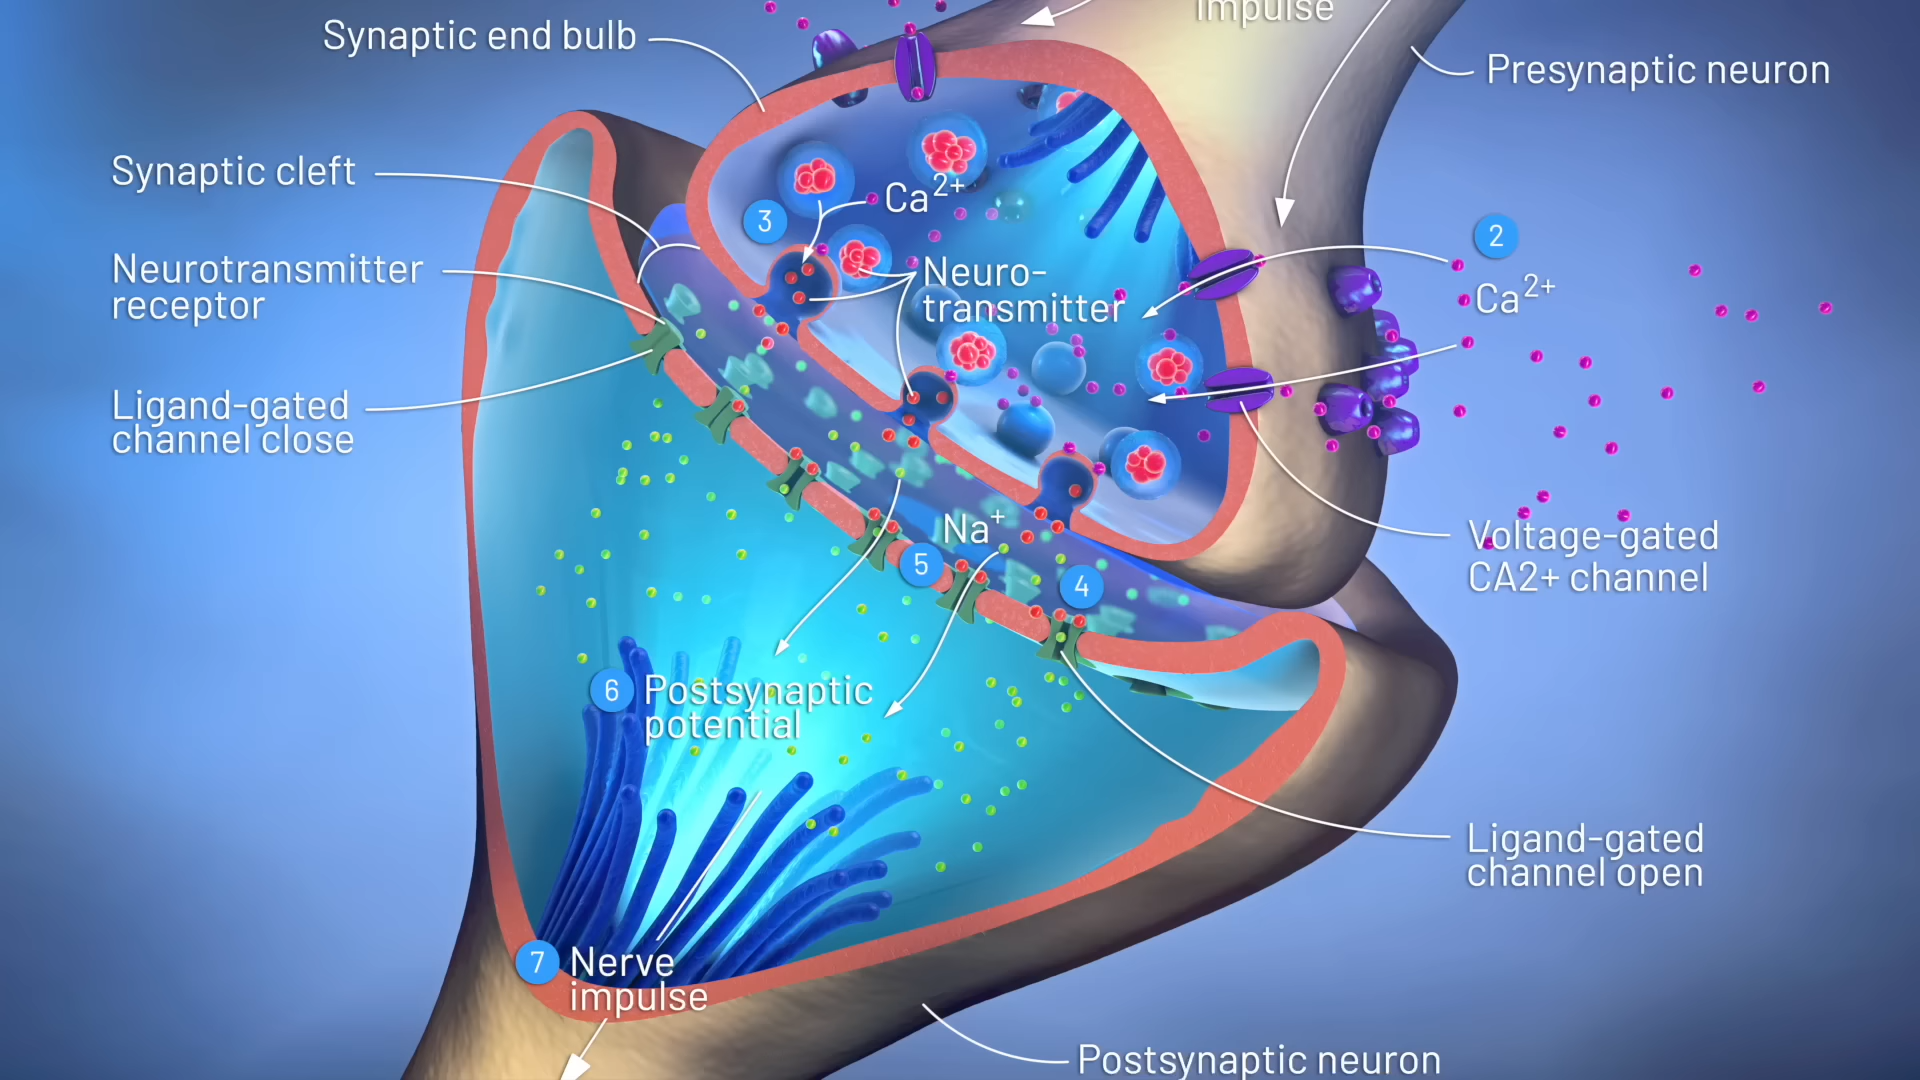 impulse
Synaptic end bulb
Presynaptic neuron
Synaptic cleft
Ca2+
3
2
Neurotransmitter
receptor
Neuro-
transmitter
Ca2+
Ligand-gated
channel close
Na+
5
4
Voltage-gated
CA2+ channel
6
Postsynaptic
potential
Ligand-gated
channel open
7
Nerve
impulse
Postsynaptic neuron